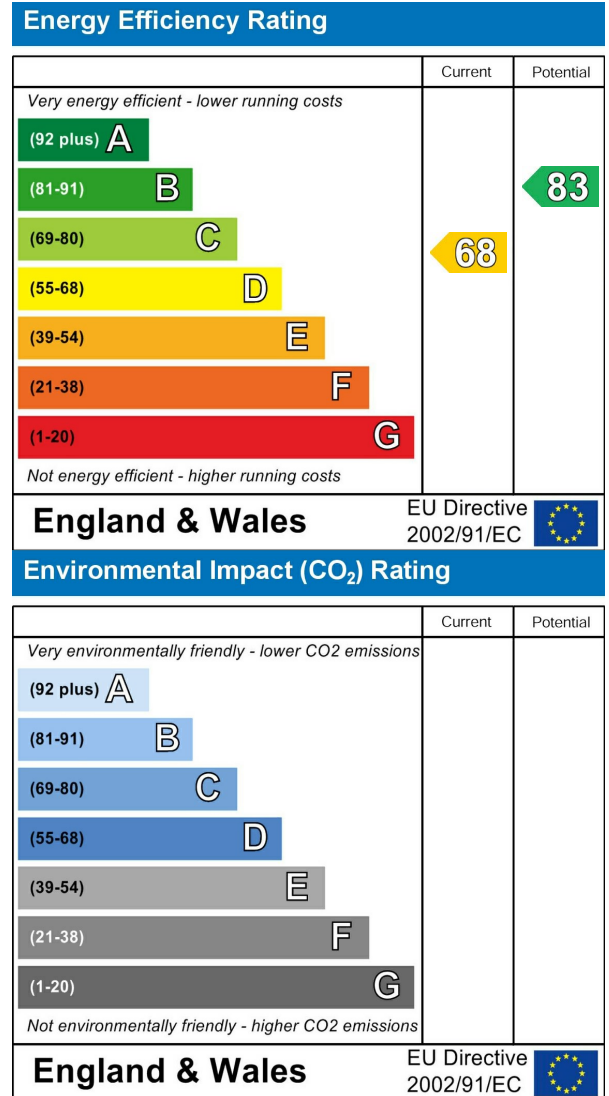 Energy Efficiency Rating
Current Potential
Very energy efficient - lower running costs
(92 plus) A
(81-91) B
83
(69-80) C
68
(55-68) D
(39-54) E
(21-38) F
(1-20) G
Not energy efficient - higher running costs
England & Wales
EU Directive
2002/91/EC
Environmental Impact (CO₂) Rating
Current Potential
Very environmentally friendly - lower CO2 emissions
(92 plus) A
(81-91) B
(69-80) C
(55-68) D
(39-54) E
(21-38) F
(1-20) G
Not environmentally friendly - higher CO2 emissions
England & Wales
EU Directive
2002/91/EC